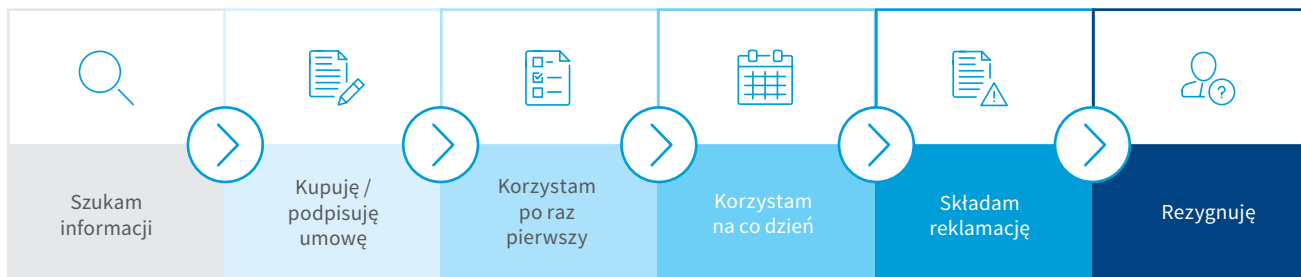 Szukam
informacji
Kupuję /
podpisuję
umowę
Korzystam
po raz
pierwszy
Korzystam
na co dzień
Składam
reklamację
Rezygnuję